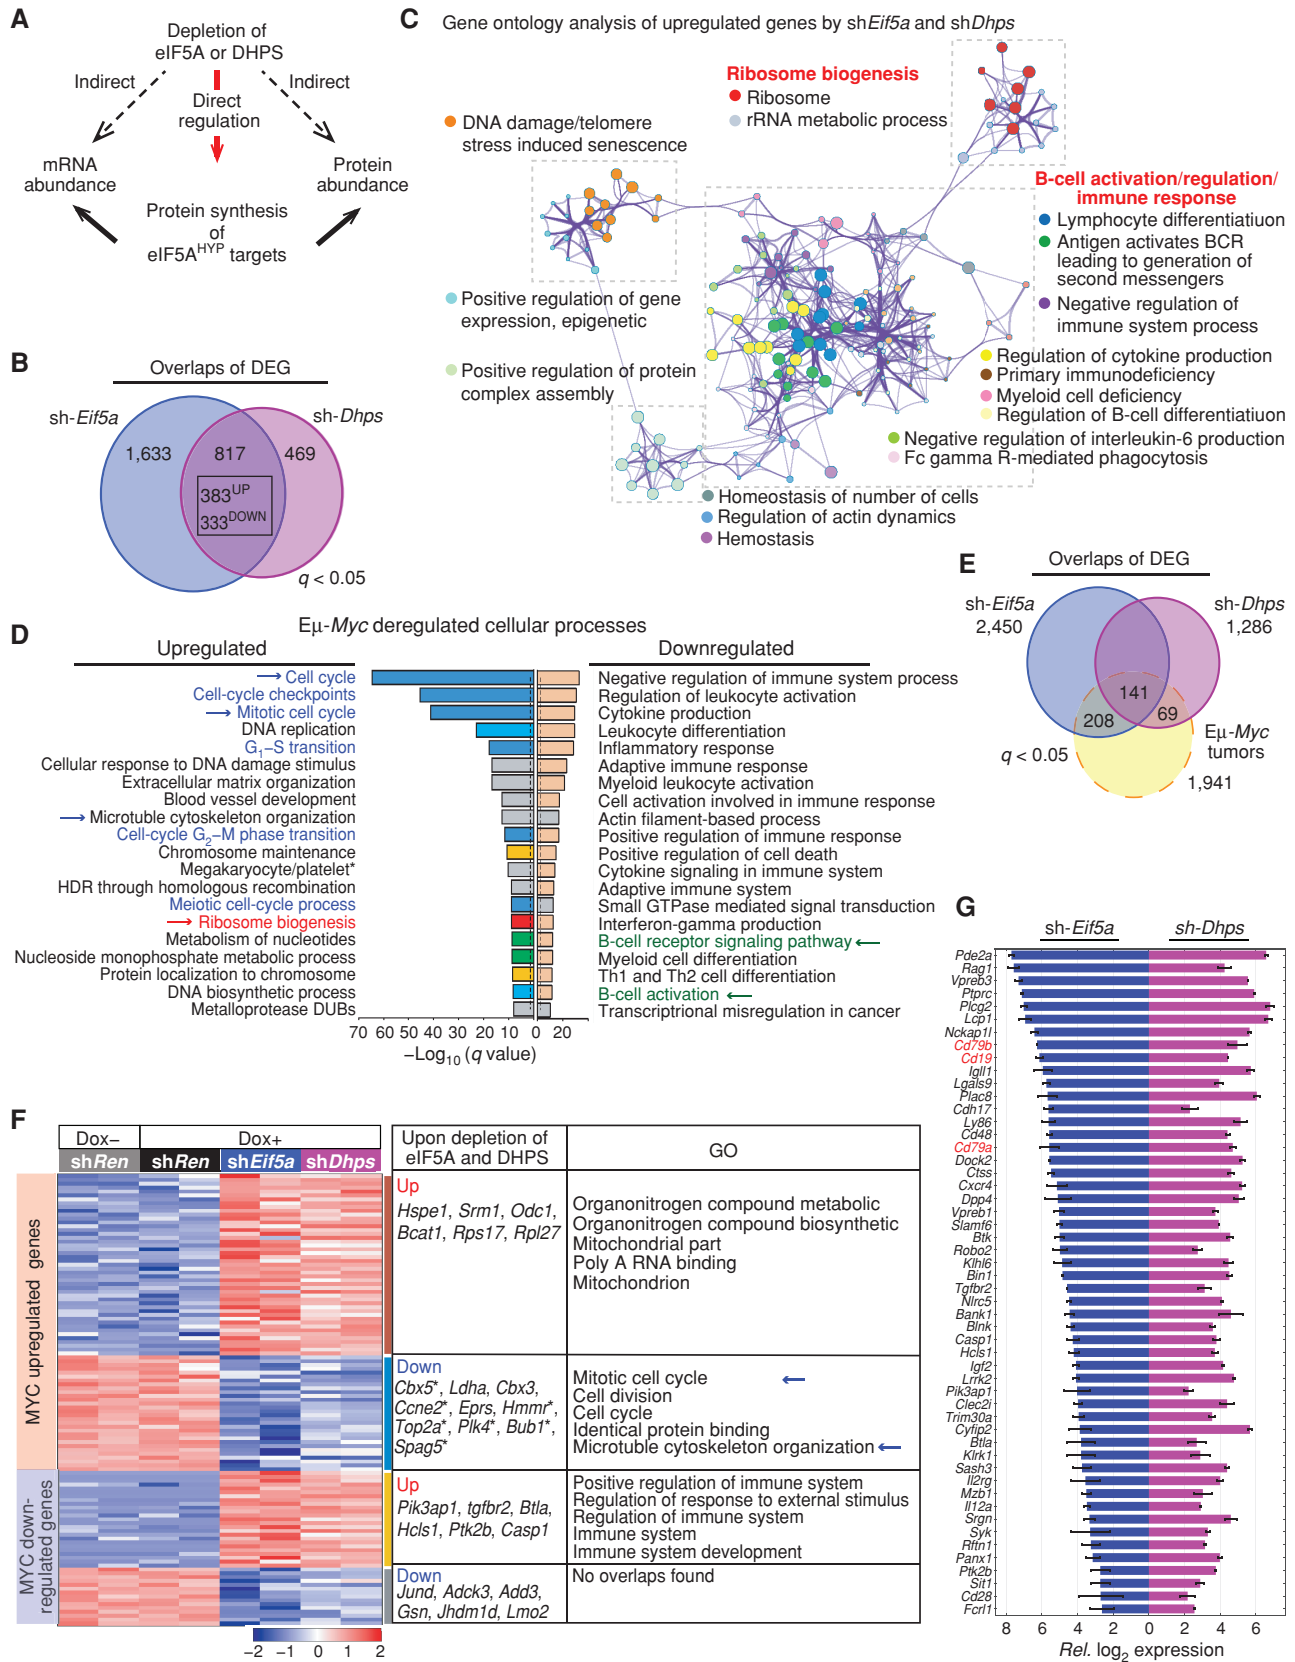 A
Depletion of
eIF5A or DHPS
Indirect
Indirect
Direct
regulation
mRNA
abundance
Protein
abundance
Protein synthesis
of
eIF5AHYP targets
B
Overlaps of DEG
sh-Eif5a
sh-Dhps
1,633
817
469
383UP
333DOWN
q < 0.05
C
Gene ontology analysis of upregulated genes by shEif5a and shDhps
Ribosome biogenesis
Ribosome
rRNA metabolic process
DNA damage/telomere
stress induced senescence
B-cell activation/regulation/
immune response
Lymphocyte differentiatiuon
Antigen activates BCR
leading to generation of
second messengers
Negative regulation of
immune system process
Positive regulation of gene
expression, epigenetic
Positive regulation of protein
complex assembly
Regulation of cytokine production
Primary immunodeficiency
Myeloid cell deficiency
Regulation of B-cell differentiatiuon
Negative regulation of interleukin-6 production
Fc gamma R-mediated phagocytosis
Homeostasis of number of cells
Regulation of actin dynamics
Hemostasis
D
Eμ-Myc deregulated cellular processes
Upregulated
Downregulated
Cell cycle
Cell-cycle checkpoints
Mitotic cell cycle
DNA replication
G1–S transition
Cellular response to DNA damage stimulus
Extracellular matrix organization
Blood vessel development
Microtuble cytoskeleton organization
Cell-cycle G2–M phase transition
Chromosome maintenance
Megakaryocyte/platelet*
HDR through homologous recombination
Meiotic cell-cycle process
Ribosome biogenesis
Metabolism of nucleotides
Nucleoside monophosphate metabolic process
Protein localization to chromosome
DNA biosynthetic process
Metalloprotease DUBs
Negative regulation of immune system process
Regulation of leukocyte activation
Cytokine production
Leukocyte differentiation
Inflammatory response
Adaptive immune response
Myeloid leukocyte activation
Cell activation involved in immune response
Actin filament-based process
Positive regulation of immune response
Positive regulation of cell death
Cytokine signaling in immune system
Adaptive immune system
Small GTPase mediated signal transduction
Interferon-gamma production
B-cell receptor signaling pathway
Myeloid cell differentiation
Th1 and Th2 cell differentiation
B-cell activation
Transcriptrional misregulation in cancer
70 60 50 40 30 20 10 0 20
−Log10 (q value)
E
Overlaps of DEG
sh-Eif5a
2,450
sh-Dhps
1,286
141
208
69
q < 0.05
Eμ-Myc
tumors
1,941
F
Dox−
Dox+
shRen
shRen
shEif5a
shDhps
Upon depletion of
eIF5A and DHPS
GO
MYC upregulated genes
MYC down-
regulated genes
Up
Hspe1, Srm1, Odc1,
Bcat1, Rps17, Rpl27
Organonitrogen compound metabolic
Organonitrogen compound biosynthetic
Mitochondrial part
Poly A RNA binding
Mitochondrion
Down
Cbx5*, Ldha, Cbx3,
Ccne2*, Eprs, Hmmr*,
Top2a*, Plk4*, Bub1*,
Spag5*
Mitotic cell cycle
Cell division
Cell cycle
Identical protein binding
Microtuble cytoskeleton organization
Up
Pik3ap1, tgfbr2, Btla,
Hcls1, Ptk2b, Casp1
Positive regulation of immune system
Regulation of response to external stimulus
Regulation of immune system
Immune system
Immune system development
Down
Jund, Adck3, Add3,
Gsn, Jhdm1d, Lmo2
No overlaps found
−2 −1 0 1 2
G
sh-Eif5a
sh-Dhps
Pde2a
Rag1
Vpreb3
Ptprc
Plcg2
Lcp1
Nckap1l
Cd79b
Cd19
Igll1
Lgals9
Plac8
Cdh17
Ly86
Cd48
Cd79a
Dock2
Ctss
Cxcr4
Dpp4
Vpreb1
Slamf6
Btk
Robo2
Klhl6
Bin1
Tgfbr2
Nlrc5
Bank1
Blnk
Casp1
Hcls1
Igf2
Lrrk2
Pik3ap1
Clec2i
Trim30a
Cyfip2
Btla
Klrk1
Sash3
Il2rg
Mzb1
Il12a
Srgn
Syk
Rftn1
Panx1
Ptk2b
Sit1
Cd28
Fcrl1
8 6 4 2 0 2 4 6
Rel. log2 expression